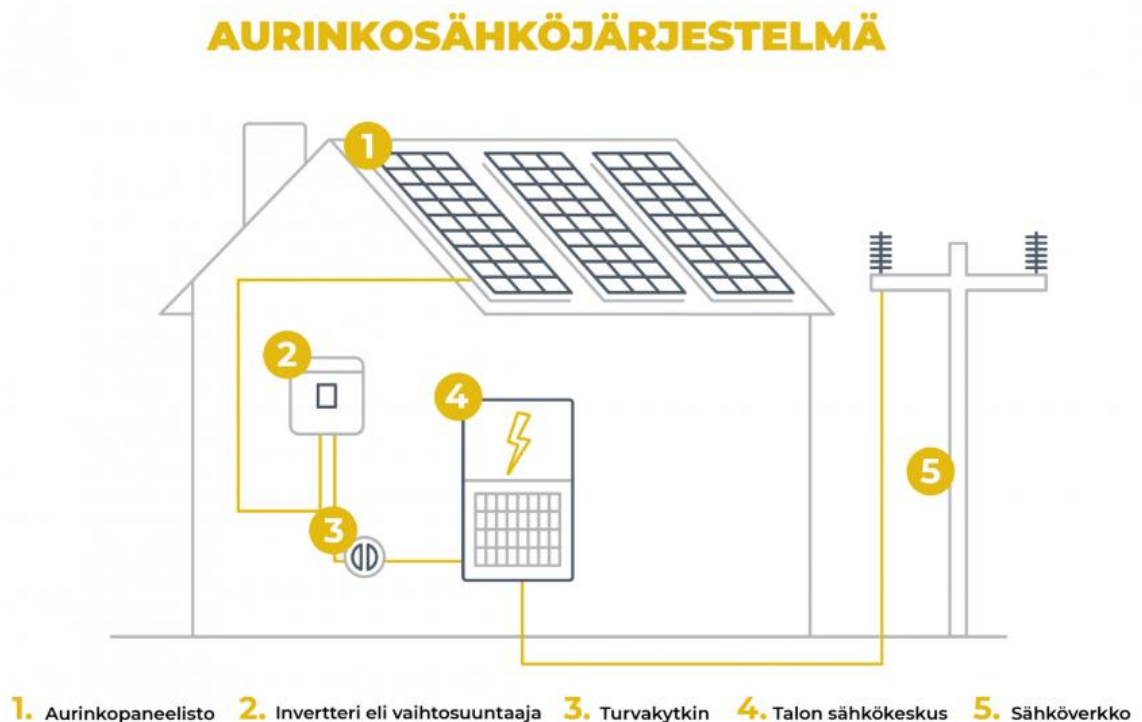 AURINKOSÄHKÖJÄRJESTELMÄ
1
2
4
5
3
1. Aurinkopaneelisto 2. Invertteri eli vaihtosuuntaaja 3. Turvakytkin 4. Talon sähkökeskus 5. Sähköverkko